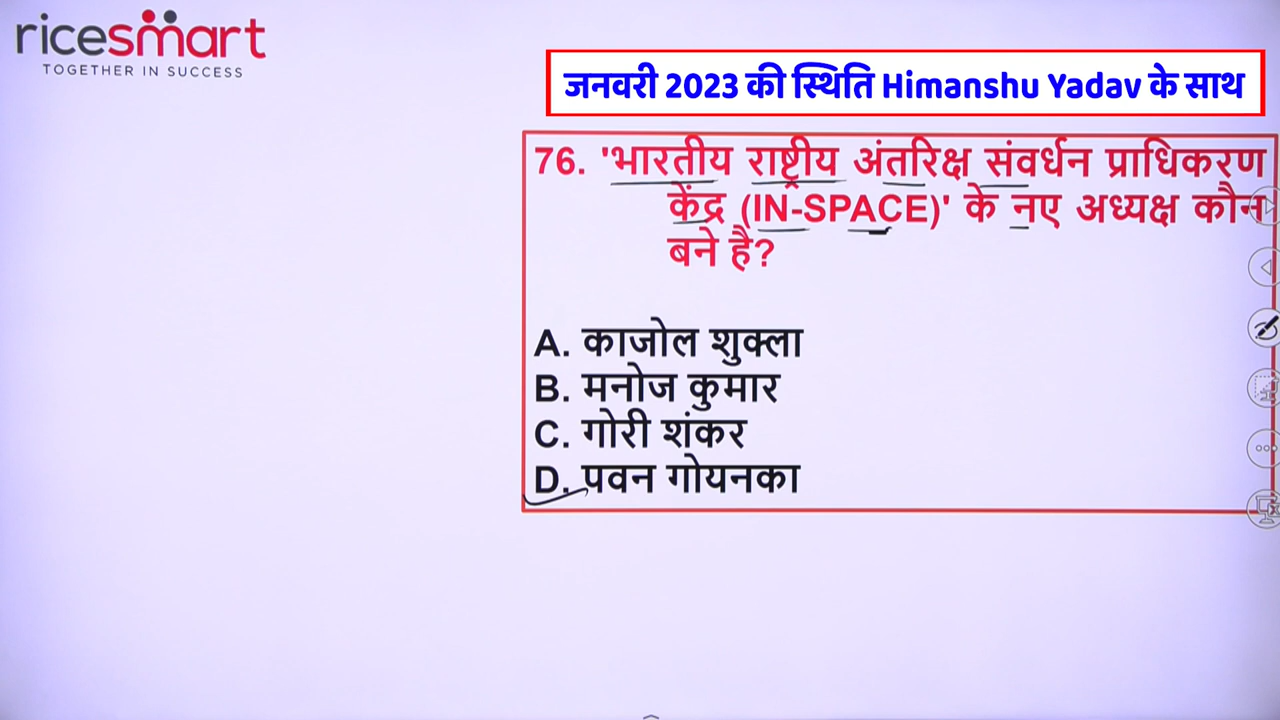 ricesmart
TOGETHER IN SUCCESS
जनवरी 2023 की स्थिति Himanshu Yadav के साथ
76. 'भारतीय राष्ट्रीय अंतरिक्ष संवर्धन प्राधिकरण
केंद्र (IN-SPACE)' के नए अध्यक्ष कौन
बने है?
A. काजोल शुक्ला
B. मनोज कुमार
C. गोरी शंकर
D. पवन गोयनका